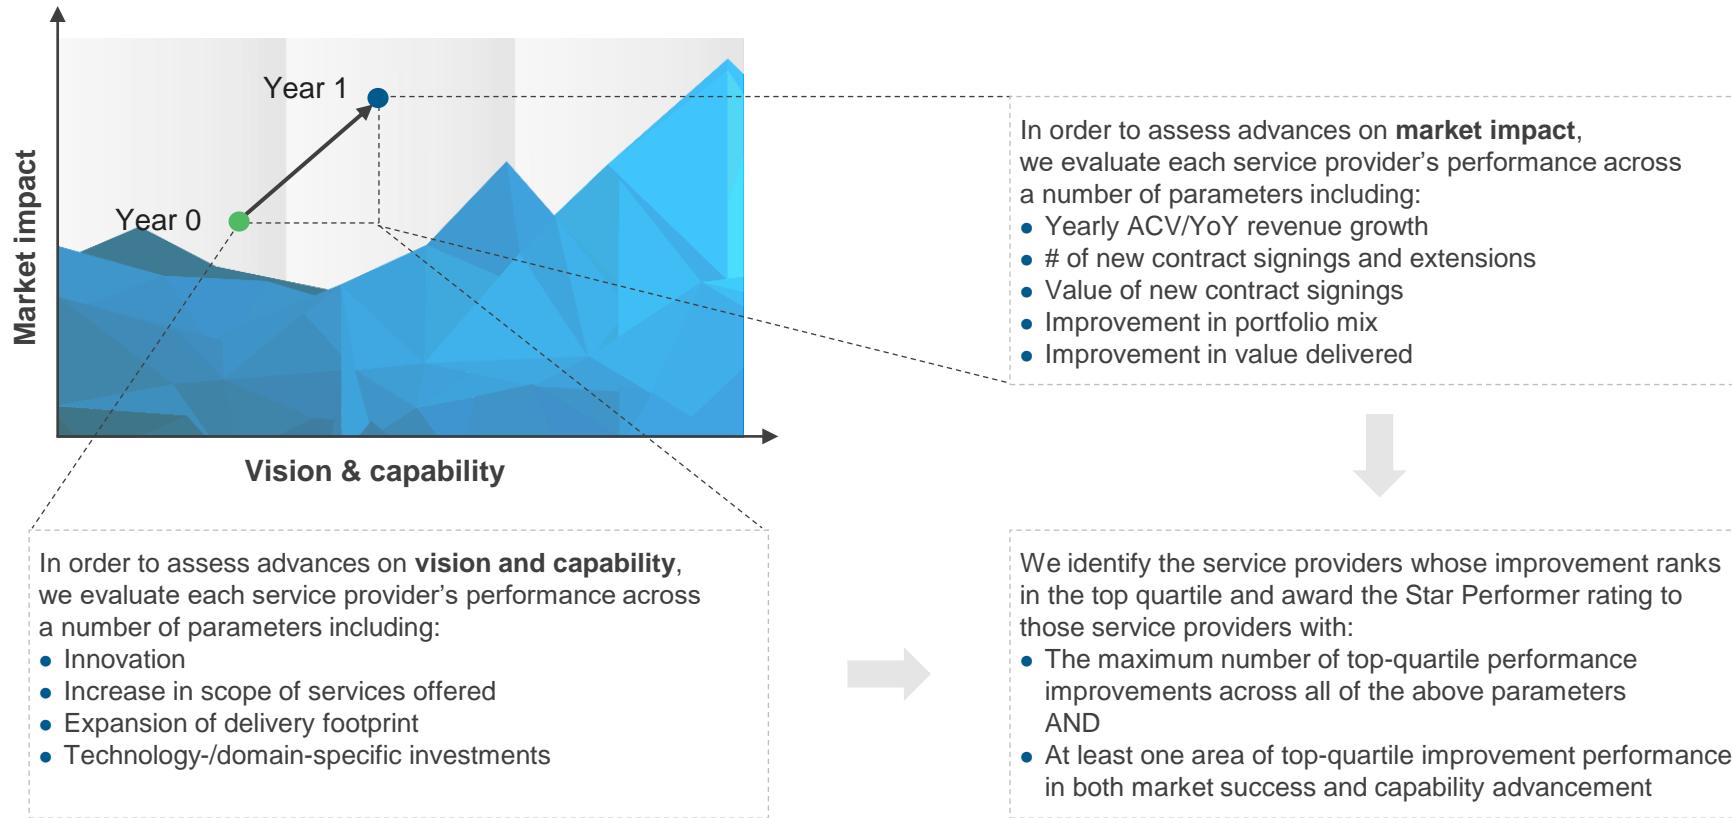 Year 1
Year 0
Market impact
Vision & capability
In order to assess advances on market impact,
we evaluate each service provider’s performance across
a number of parameters including:
● Yearly ACV/YoY revenue growth
● # of new contract signings and extensions
● Value of new contract signings
● Improvement in portfolio mix
● Improvement in value delivered
In order to assess advances on vision and capability,
we evaluate each service provider’s performance across
a number of parameters including:
● Innovation
● Increase in scope of services offered
● Expansion of delivery footprint
● Technology-/domain-specific investments
We identify the service providers whose improvement ranks
in the top quartile and award the Star Performer rating to
those service providers with:
● The maximum number of top-quartile performance
improvements across all of the above parameters
AND
● At least one area of top-quartile improvement performance
in both market success and capability advancement